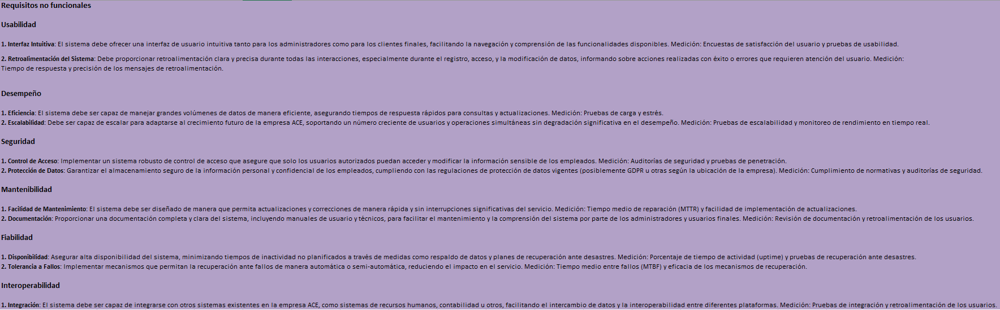 Requisitos no funcionales
Usabilidad
1. Interfaz Intuitiva: El sistema debe ofrecer una interfaz de usuario intuitiva tanto para los administradores como para los clientes finales, facilitando la navegación y comprensión de las funcionalidades disponibles. Medición: Encuestas de satisfacción del usuario y pruebas de usabilidad.
2. Retroalimentación del Sistema: Debe proporcionar retroalimentación clara y precisa durante todas las interacciones, especialmente durante el registro, acceso, y la modificación de datos, informando sobre acciones realizadas con éxito o errores que requieren atención del usuario. Medición:
Tiempo de respuesta y precisión de los mensajes de retroalimentación.
Desempeño
1. Eficiencia: El sistema debe ser capaz de manejar grandes volúmenes de datos de manera eficiente, asegurando tiempos de respuesta rápidos para consultas y actualizaciones. Medición: Pruebas de carga y estrés.
2. Escalabilidad: Debe ser capaz de escalar para adaptarse al crecimiento futuro de la empresa ACE, soportando un número creciente de usuarios y operaciones simultáneas sin degradación significativa en el desempeño. Medición: Pruebas de escalabilidad y monitoreo de rendimiento en tiempo real.
Seguridad
1. Control de Acceso: Implementar un sistema robusto de control de acceso que asegure que solo los usuarios autorizados puedan acceder y modificar la información sensible de los empleados. Medición: Auditorías de seguridad y pruebas de penetración.
2. Protección de Datos: Garantizar el almacenamiento seguro de la información personal y confidencial de los empleados, cumpliendo con las regulaciones de protección de datos vigentes (posiblemente GDPR u otras según la ubicación de la empresa). Medición: Cumplimiento de normativas y auditorías de seguridad.
Mantenibilidad
1. Facilidad de Mantenimiento: El sistema debe ser diseñado de manera que permita actualizaciones y correcciones de manera rápida y sin interrupciones significativas del servicio. Medición: Tiempo medio de reparación (MTTR) y facilidad de implementación de actualizaciones.
2. Documentación: Proporcionar una documentación completa y clara del sistema, incluyendo manuales de usuario y técnicos, para facilitar el mantenimiento y la comprensión del sistema por parte de los administradores y usuarios finales. Medición: Revisión de documentación y retroalimentación de los usuarios.
Fiabilidad
1. Disponibilidad: Asegurar alta disponibilidad del sistema, minimizando tiempos de inactividad no planificados a través de medidas como respaldo de datos y planes de recuperación ante desastres. Medición: Porcentaje de tiempo de actividad (uptime) y pruebas de recuperación ante desastres.
2. Tolerancia a Fallos: Implementar mecanismos que permitan la recuperación ante fallos de manera automática o semi-automática, reduciendo el impacto en el servicio. Medición: Tiempo medio entre fallos (MTBF) y eficacia de los mecanismos de recuperación.
Interoperabilidad
1. Integración: El sistema debe ser capaz de integrarse con otros sistemas existentes en la empresa ACE, como sistemas de recursos humanos, contabilidad u otros, facilitando el intercambio de datos y la interoperabilidad entre diferentes plataformas. Medición: Pruebas de integración y retroalimentación de los usuarios.